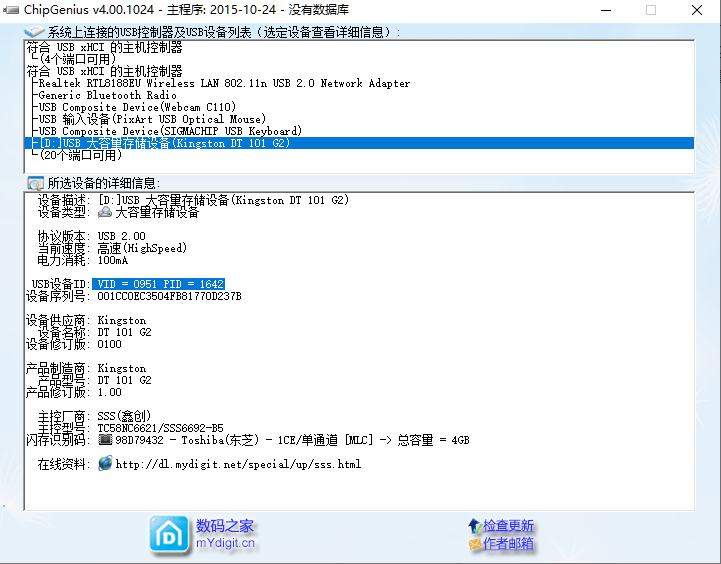 ChipGenius v4.00.1024 - 主程序: 2015-10-24 - 没有数据库
系统上连接的USB控制器及USB设备列表（选定设备查看详细信息）:
符合 USB xHCI 的主机控制器
(4个端口可用)
符合 USB xHCI 的主机控制器
Realtek RTL8188EU Wireless LAN 802.11n USB 2.0 Network Adapter
Generic Bluetooth Radio
USB Composite Device(Webcam C110)
USB 输入设备(PixArt USB Optical Mouse)
USB Composite Device(SIGMACHIP USB Keyboard)
[D:]USB 大容量存储设备(Kingston DT 101 G2)
(20个端口可用)
所选设备的详细信息:
设备描述: [D:]USB 大容量存储设备(Kingston DT 101 G2)
设备类型: 大容量存储设备
协议版本: USB 2.00
当前速度: 高速(HighSpeed)
电力消耗: 100mA
USB设备ID: VID = 0951 PID = 1642
设备序列号: 001CC0EC3504FB81770D237B
设备供应商: Kingston
设备名称: DT 101 G2
设备修订版: 0100
产品制造商: Kingston
产品型号: DT 101 G2
产品修订版: 1.00
主控厂商: SSS(鑫创)
主控型号: TC58NC6621/SSS6692-B5
闪存识别码: 98D79432 - Toshiba(东芝) - 1CE/单通道 [MLC] -> 总容量 = 4GB
在线资料: http://dl.mydigit.net/special/up/sss.html
数码之家
mYdigit.cn
检查更新
作者邮箱